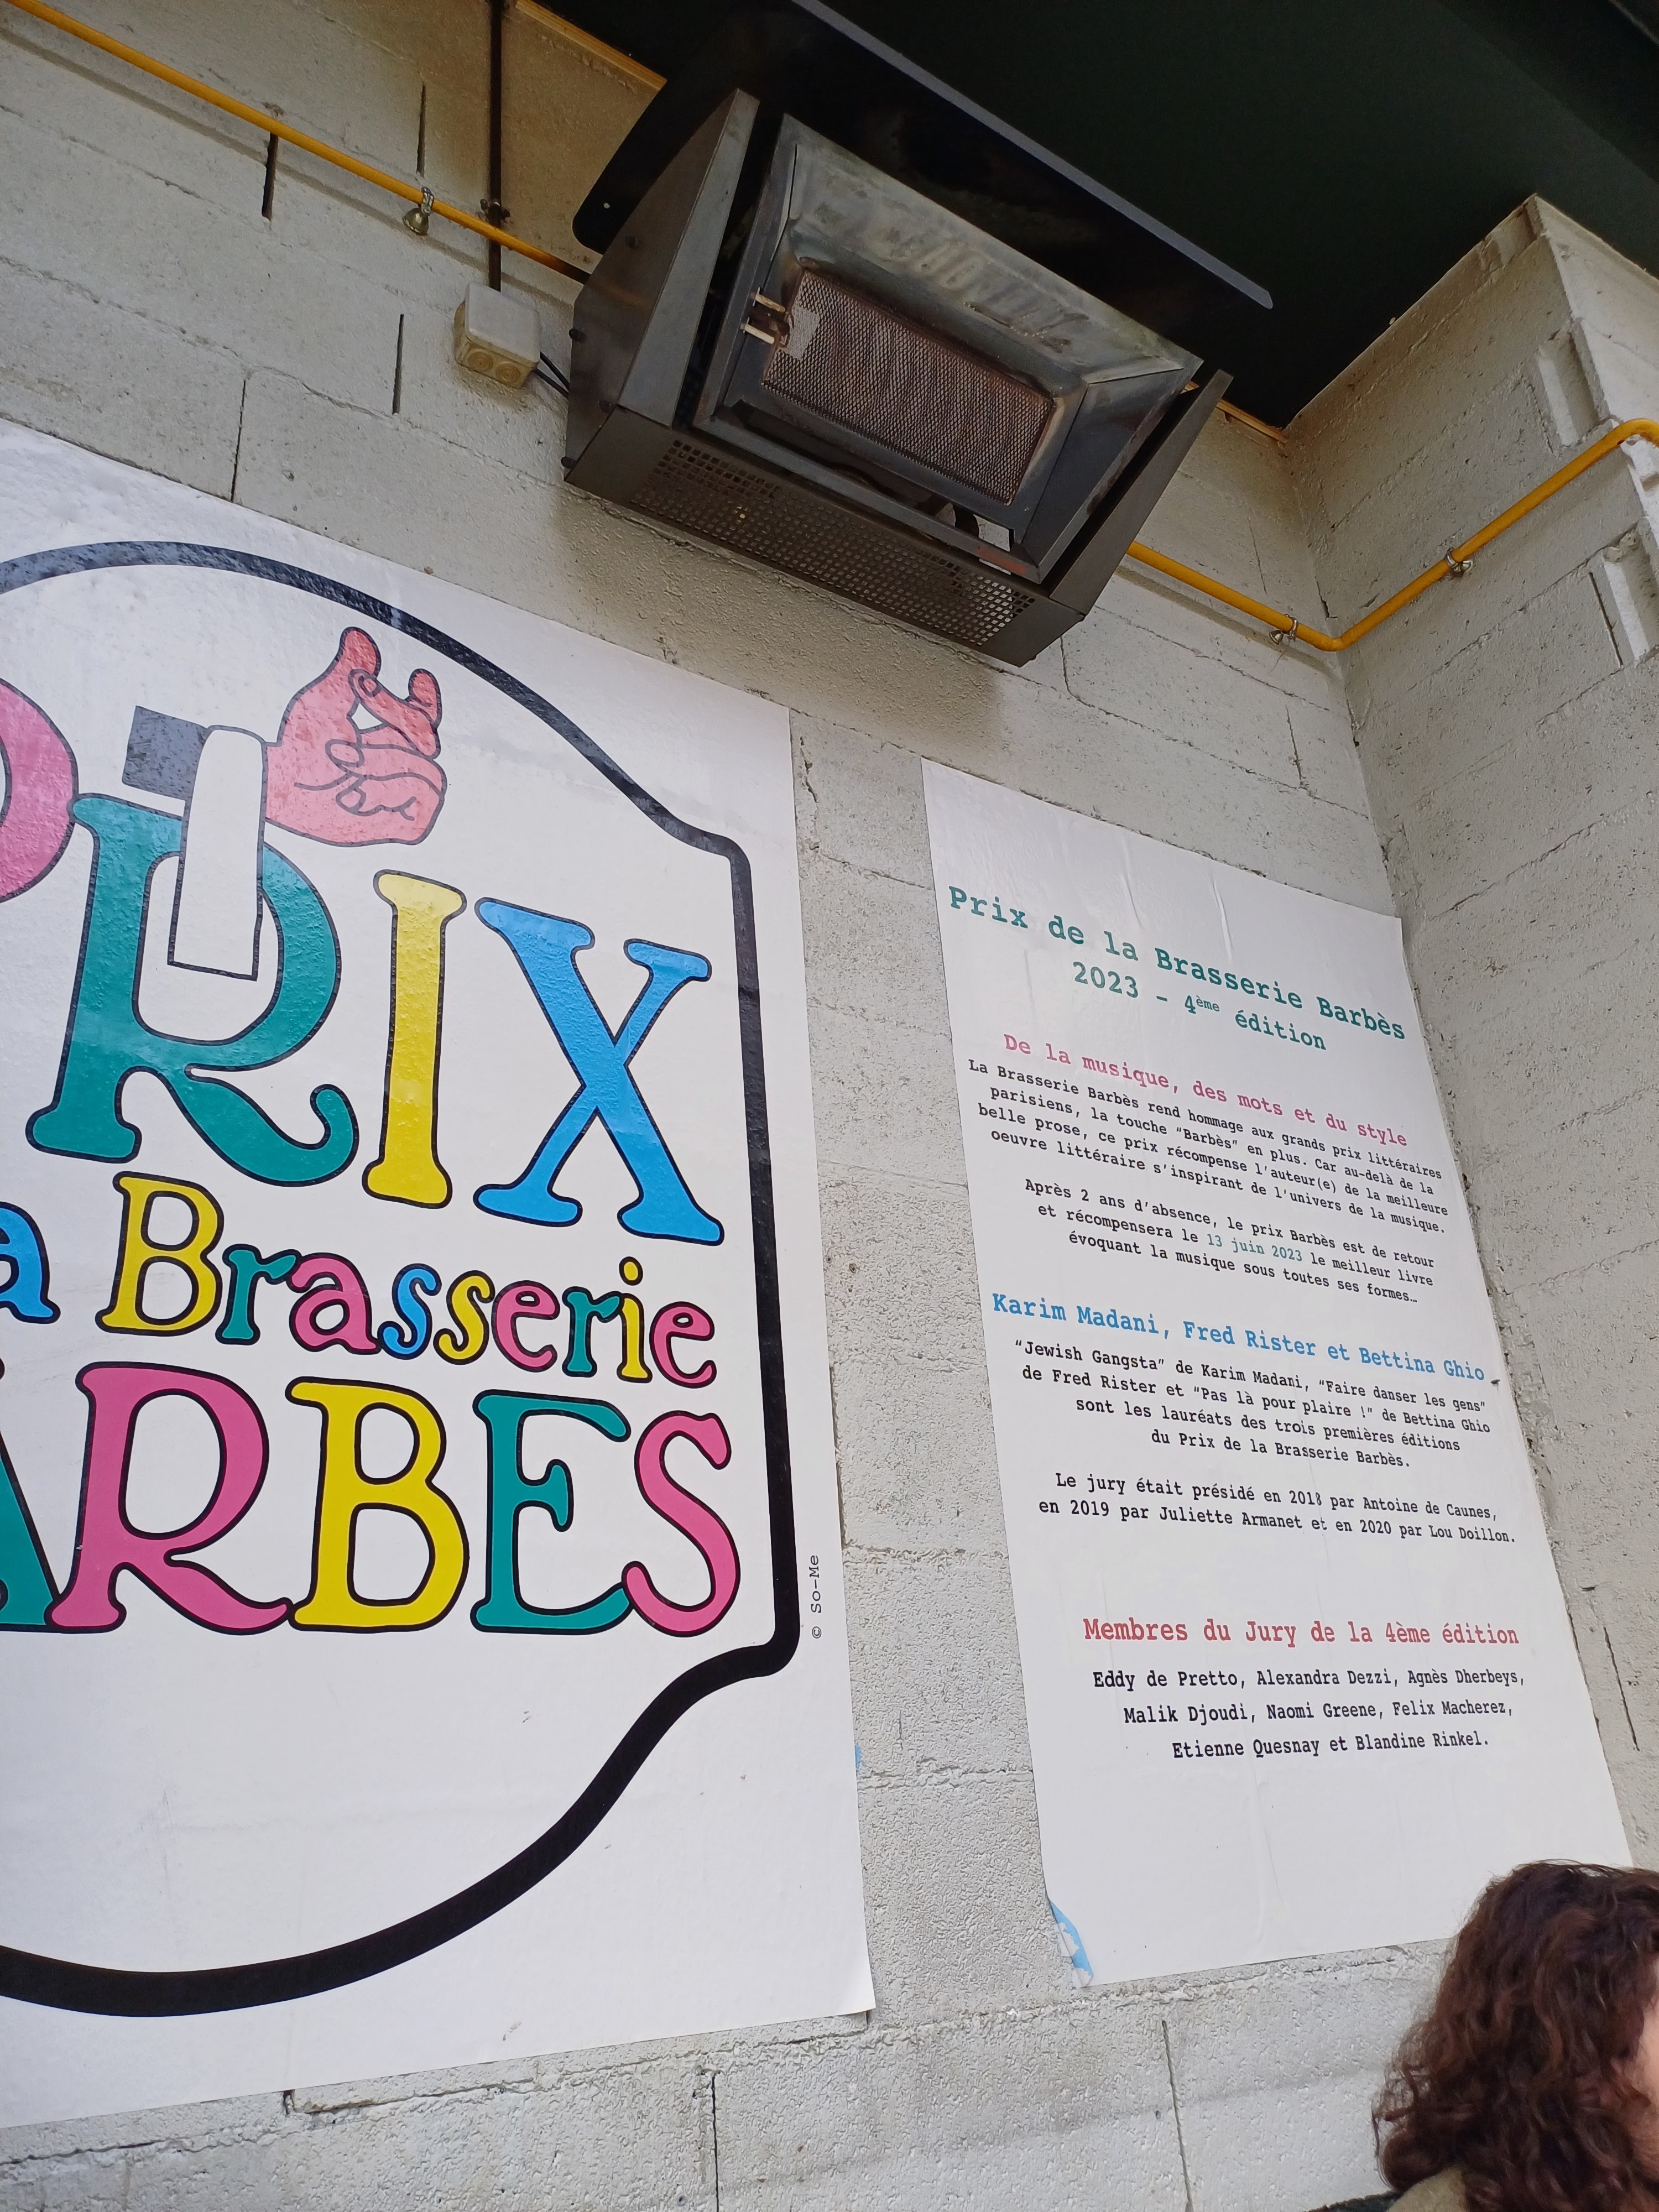 PRIX
a Brasserie
ARBES
© So-Me
Prix de la Brasserie Barbès
2023 - 4ème édition
De la musique, des mots et du style
La Brasserie Barbès rend hommage aux grands prix littéraires
parisiens, la touche "Barbès" en plus. Car au-delà de la
belle prose, ce prix récompense l'auteur(e) de la meilleure
oeuvre littéraire s'inspirant de l'univers de la musique.
Après 2 ans d'absence, le prix Barbès est de retour
et récompensera le 13 juin 2023 le meilleur livre
évoquant la musique sous toutes ses formes…
Karim Madani, Fred Rister et Bettina Ghio
"Jewish Gangsta" de Karim Madani, "Faire danser les gens"
de Fred Rister et "Pas là pour plaire !" de Bettina Ghio
sont les lauréats des trois premières éditions
du Prix de la Brasserie Barbès.
Le jury était présidé en 2018 par Antoine de Caunes,
en 2019 par Juliette Armanet et en 2020 par Lou Doillon.
Membres du Jury de la 4ème édition
Eddy de Pretto, Alexandra Dezzi, Agnès Dherbeys,
Malik Djoudi, Naomi Greene, Felix Macherez,
Etienne Quesnay et Blandine Rinkel.